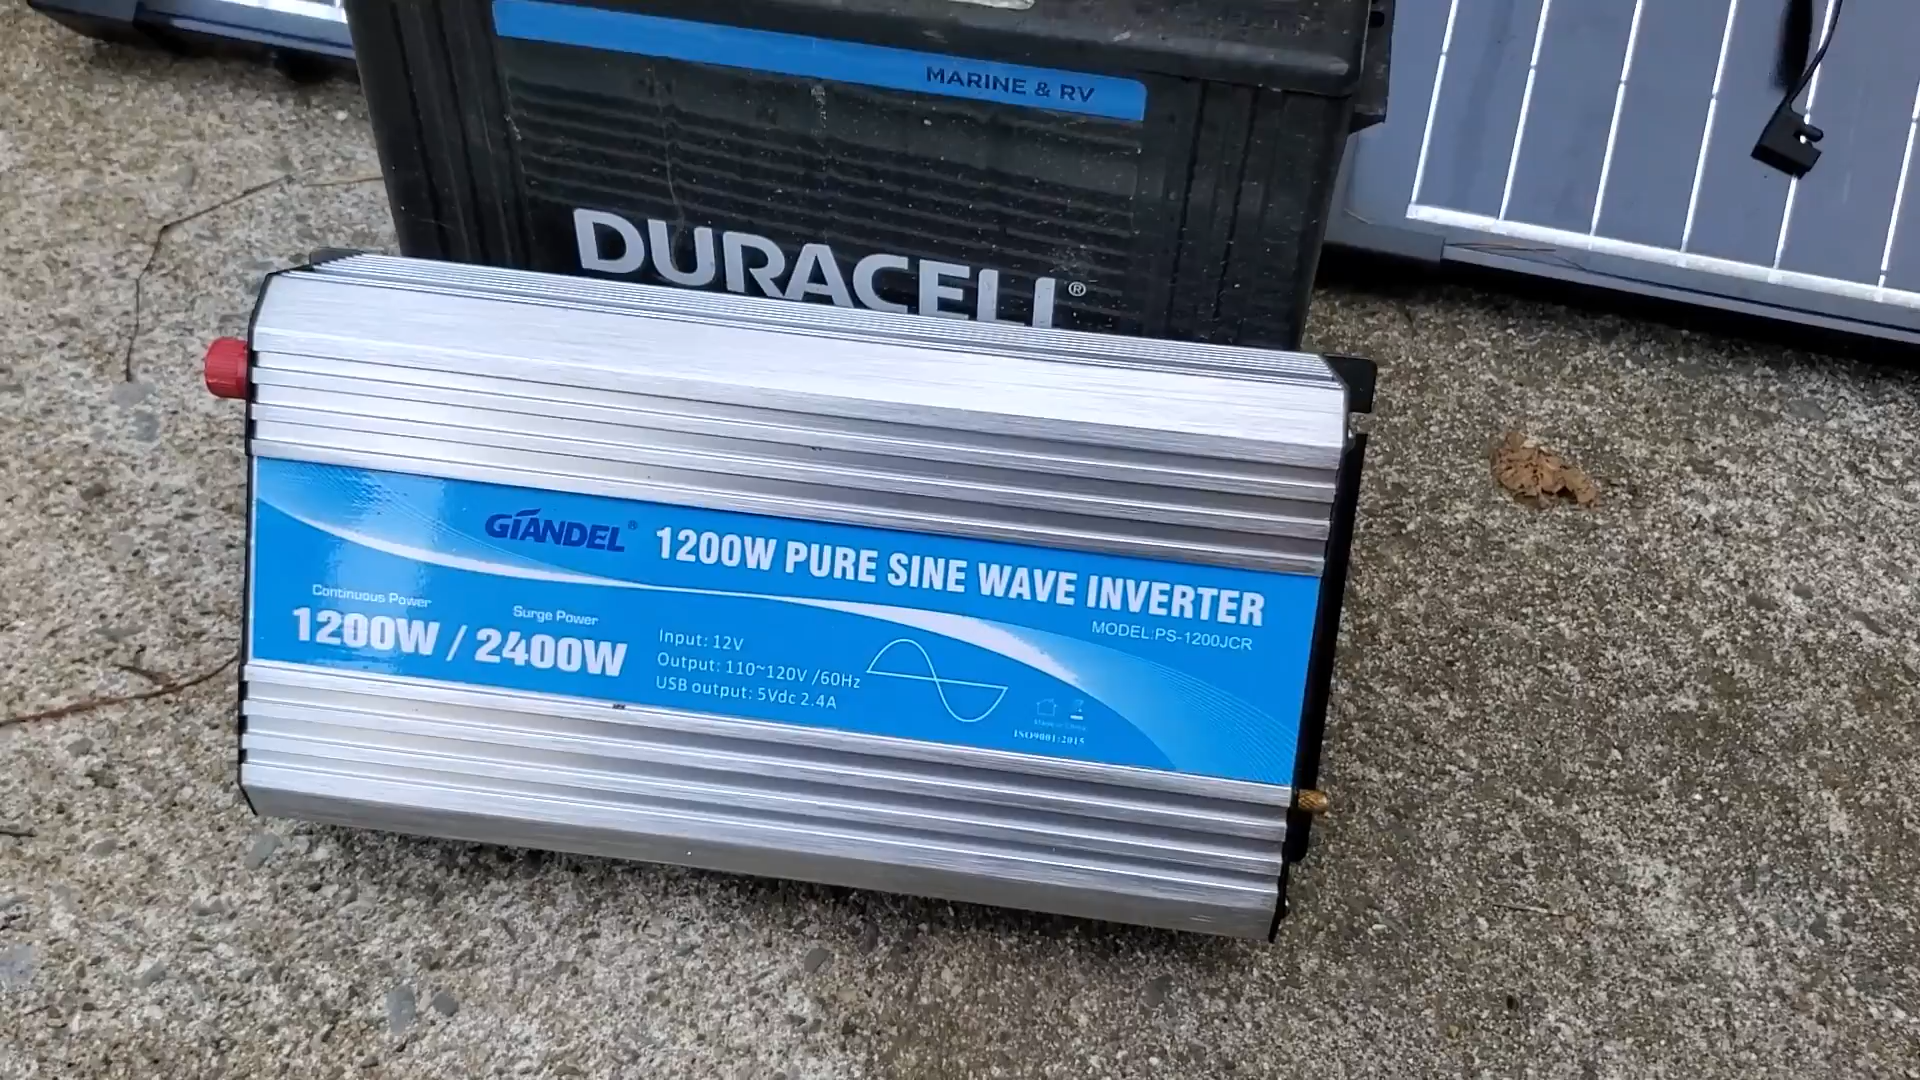 MARINE & RV
DURACELL®
GIANDEL® 1200W PURE SINE WAVE INVERTER
MODEL:PS-1200JCR
Continuous Power
Surge Power
1200W / 2400W
Input: 12V
Output: 110~120V /60Hz
USB output: 5Vdc 2.4A
ISO9001:2015